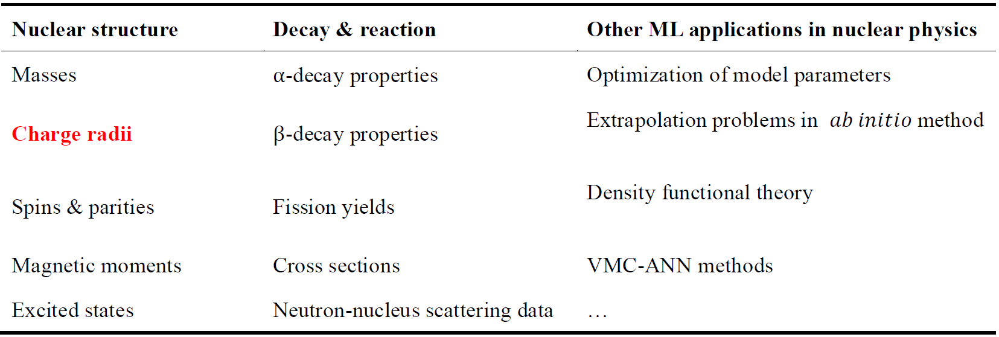 Nuclear structure Decay & reaction Other ML applications in nuclear physics
Masses α-decay properties Optimization of model parameters
Charge radii β-decay properties Extrapolation problems in ab initio method
Spins & parities Fission yields Density functional theory
Magnetic moments Cross sections VMC-ANN methods
Excited states Neutron-nucleus scattering data …